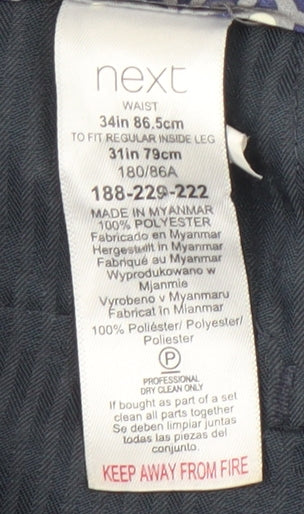 next
WAIST
34in 86.5cm
TO FIT REGULAR INSIDE LEG
31in 79cm
180/86A
188-229-222
MADE IN MYANMAR
100% POLYESTER
Fabricado en Myanmar
Hergestellt in Myanmar
Fabriqué au Myanmar
Wyprodukowano w
Mjanmie
Vyrobeno v Myanmaru
Fabricat în Mianmar
100% Poliéster/ Polyester/
Poliester
P
PROFESSIONAL
DRY CLEAN ONLY
If bought as part of a set
clean all parts together
Se deben limpiar juntas
todas las piezas del
conjunto.
KEEP AWAY FROM FIRE